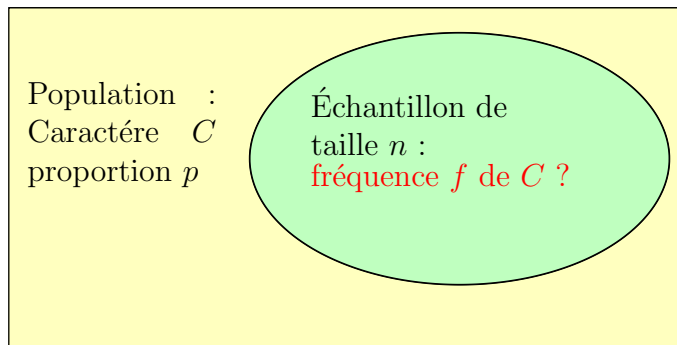 Population :
Caractére C
proportion p
Échantillon de
taille n :
fréquence f de C ?